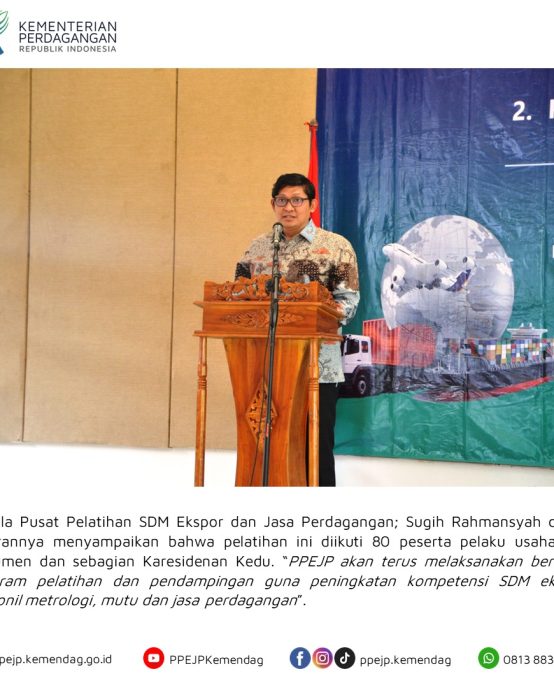 KEMENTERIAN
PERDAGANGAN
REPUBLIK INDONESIA
2.
la Pusat Pelatihan SDM Ekspor dan Jasa Perdagangan; Sugih Rahmansyah
rannya menyampaikan bahwa pelatihan ini diikuti 80 peserta pelaku usaha
umen dan sebagian Karesidenan Kedu. “PPEJP akan terus melaksanakan ber
ram pelatihan dan pendampingan guna peningkatan kompetensi SDM ek
onil metrologi, mutu dan jasa perdagangan”.
pejp.kemendag.go.id
PPEJPKemendag
ppejp.kemendag
0813 883